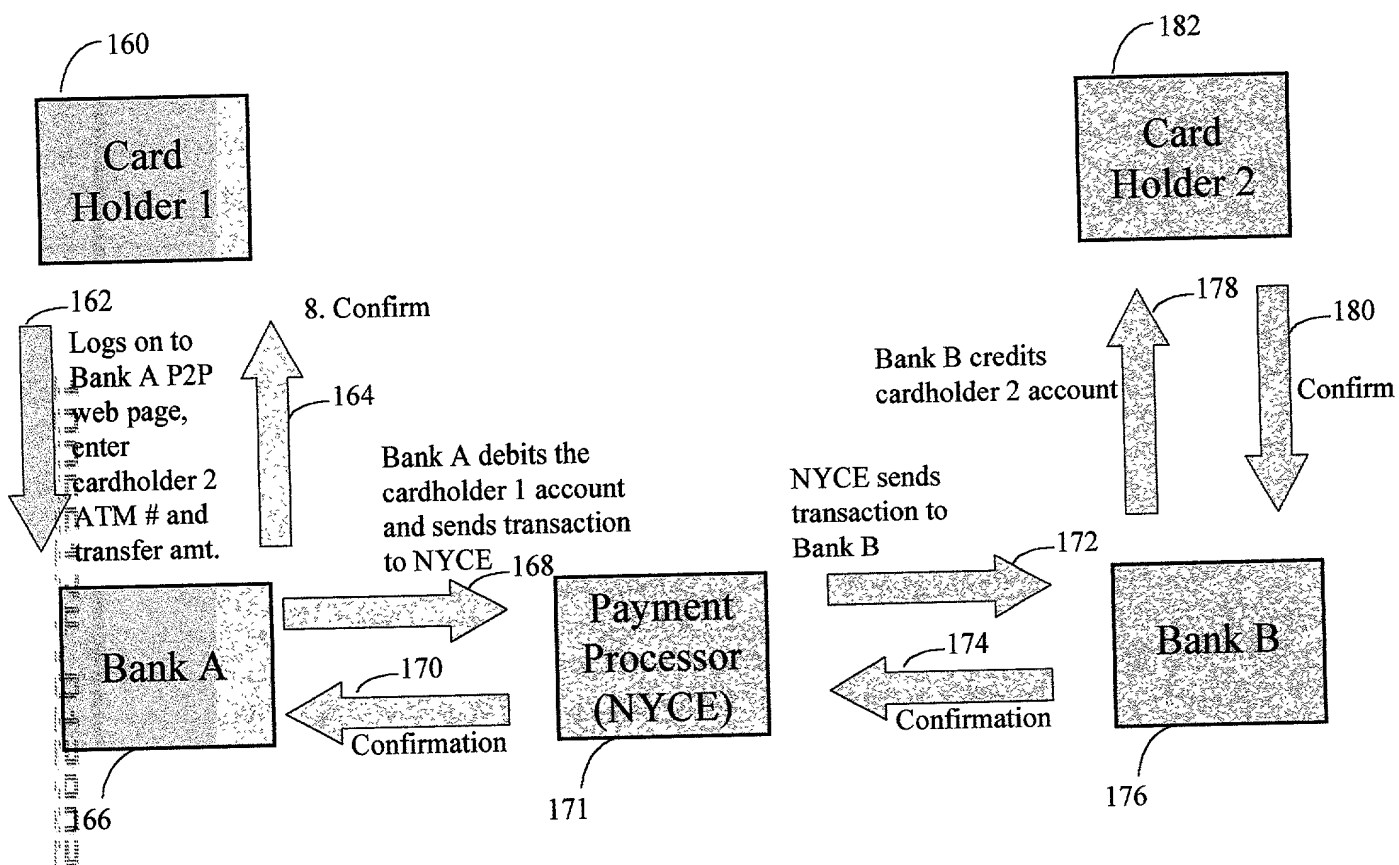 160
182
Card
Holder 1
Card
Holder 2
162
Logs on to
Bank A P2P
web page,
enter
cardholder 2
ATM # and
transfer amt.
8. Confirm
164
178
180
Bank B credits
cardholder 2 account
Confirm
Bank A debits the
cardholder 1 account
and sends transaction
to NYCE
168
NYCE sends
transaction to
Bank B
172
Bank A
170
Confirmation
Payment
Processor
(NYCE)
174
Confirmation
Bank B
166
171
176